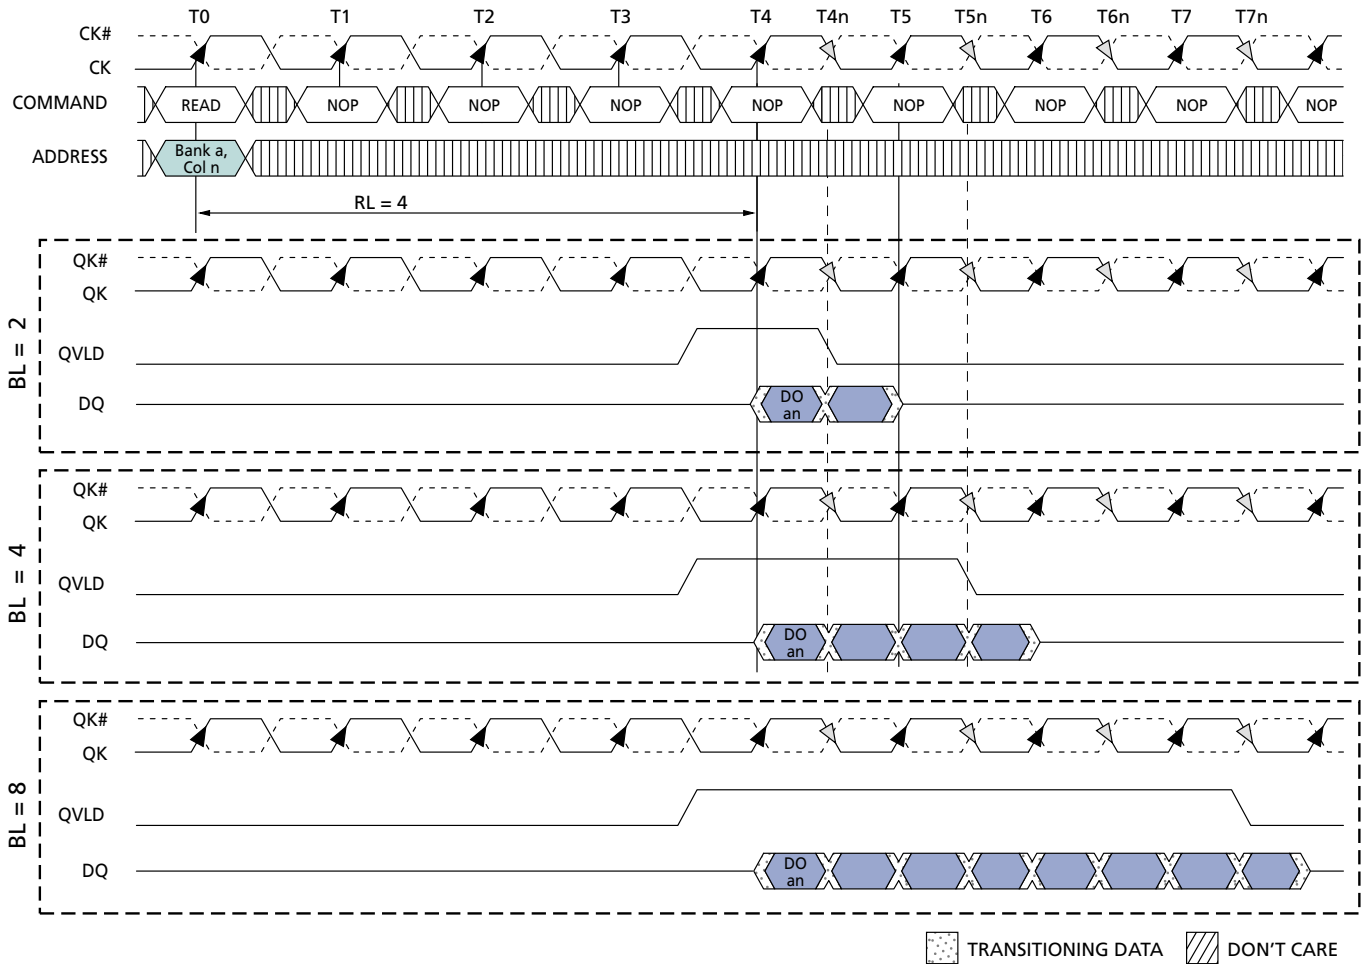 T0 T1 T2 T3 T4 T4n T5 T5n T6 T6n T7 T7n
CK#
CK
COMMAND READ NOP NOP NOP NOP NOP NOP NOP NOP
ADDRESS Bank a,
Col n
RL = 4
BL = 2
QK#
QK
QVLD
DQ DO
an
BL = 4
QK#
QK
QVLD
DQ DO
an
BL = 8
QK#
QK
QVLD
DQ DO
an
TRANSITIONING DATA DON'T CARE